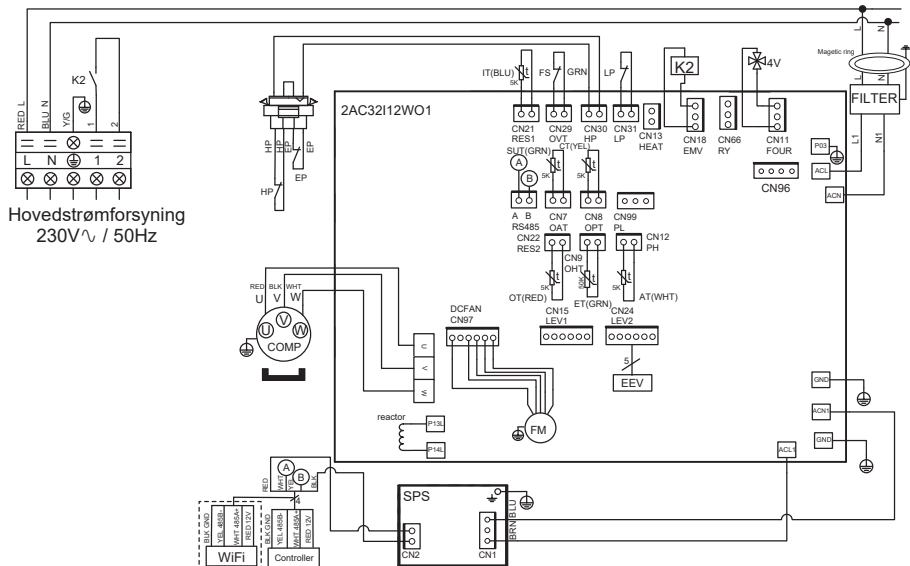 RED L
BLU N
Y/G
K2
1
2
L N 1 2
Hovedstrømforsyning
230V∿ / 50Hz
HP
HP
HP
EP
EP
HP
2AC32I12WO1
IT(BLU)
5K
t
FS
GRN
LP
K2
4V
L
N
Magetic ring
L
N
FILTER
L1
N1
CN21
RES1
CN29
OVT
CN30
HP
CN31
LP
CN13
HEAT
CN18
EMV
CN66
RY
CN11
FOUR
P03
ACL
ACN
CN96
SUT(GRN)
CT(YEL)
A
B
5K
t
5K
t
A B
RS485
CN7
OAT
CN8
OPT
CN99
PL
CN22
RES2
CN9
OHT
CN12
PH
5K
t
50K
t
5K
t
OT(RED)
ET(GRN)
AT(WHT)
CN15
LEV1
CN24
LEV2
5
EEV
RED
BLK
WHT
U
V
W
U
V
W
COMP
DCFAN
CN97
U
V
W
FM
reactor
P13L
P14L
GND
ACN1
GND
ACL1
RED
WHT
YEL
BLK
A
B
4
BLK GND
YEL 485B-
WHT 485A+
RED 12V
WiFi
BLK GND
YEL 485B-
WHT 485A+
RED 12V
Controller
SPS
CN2
CN1
BRN
BLU